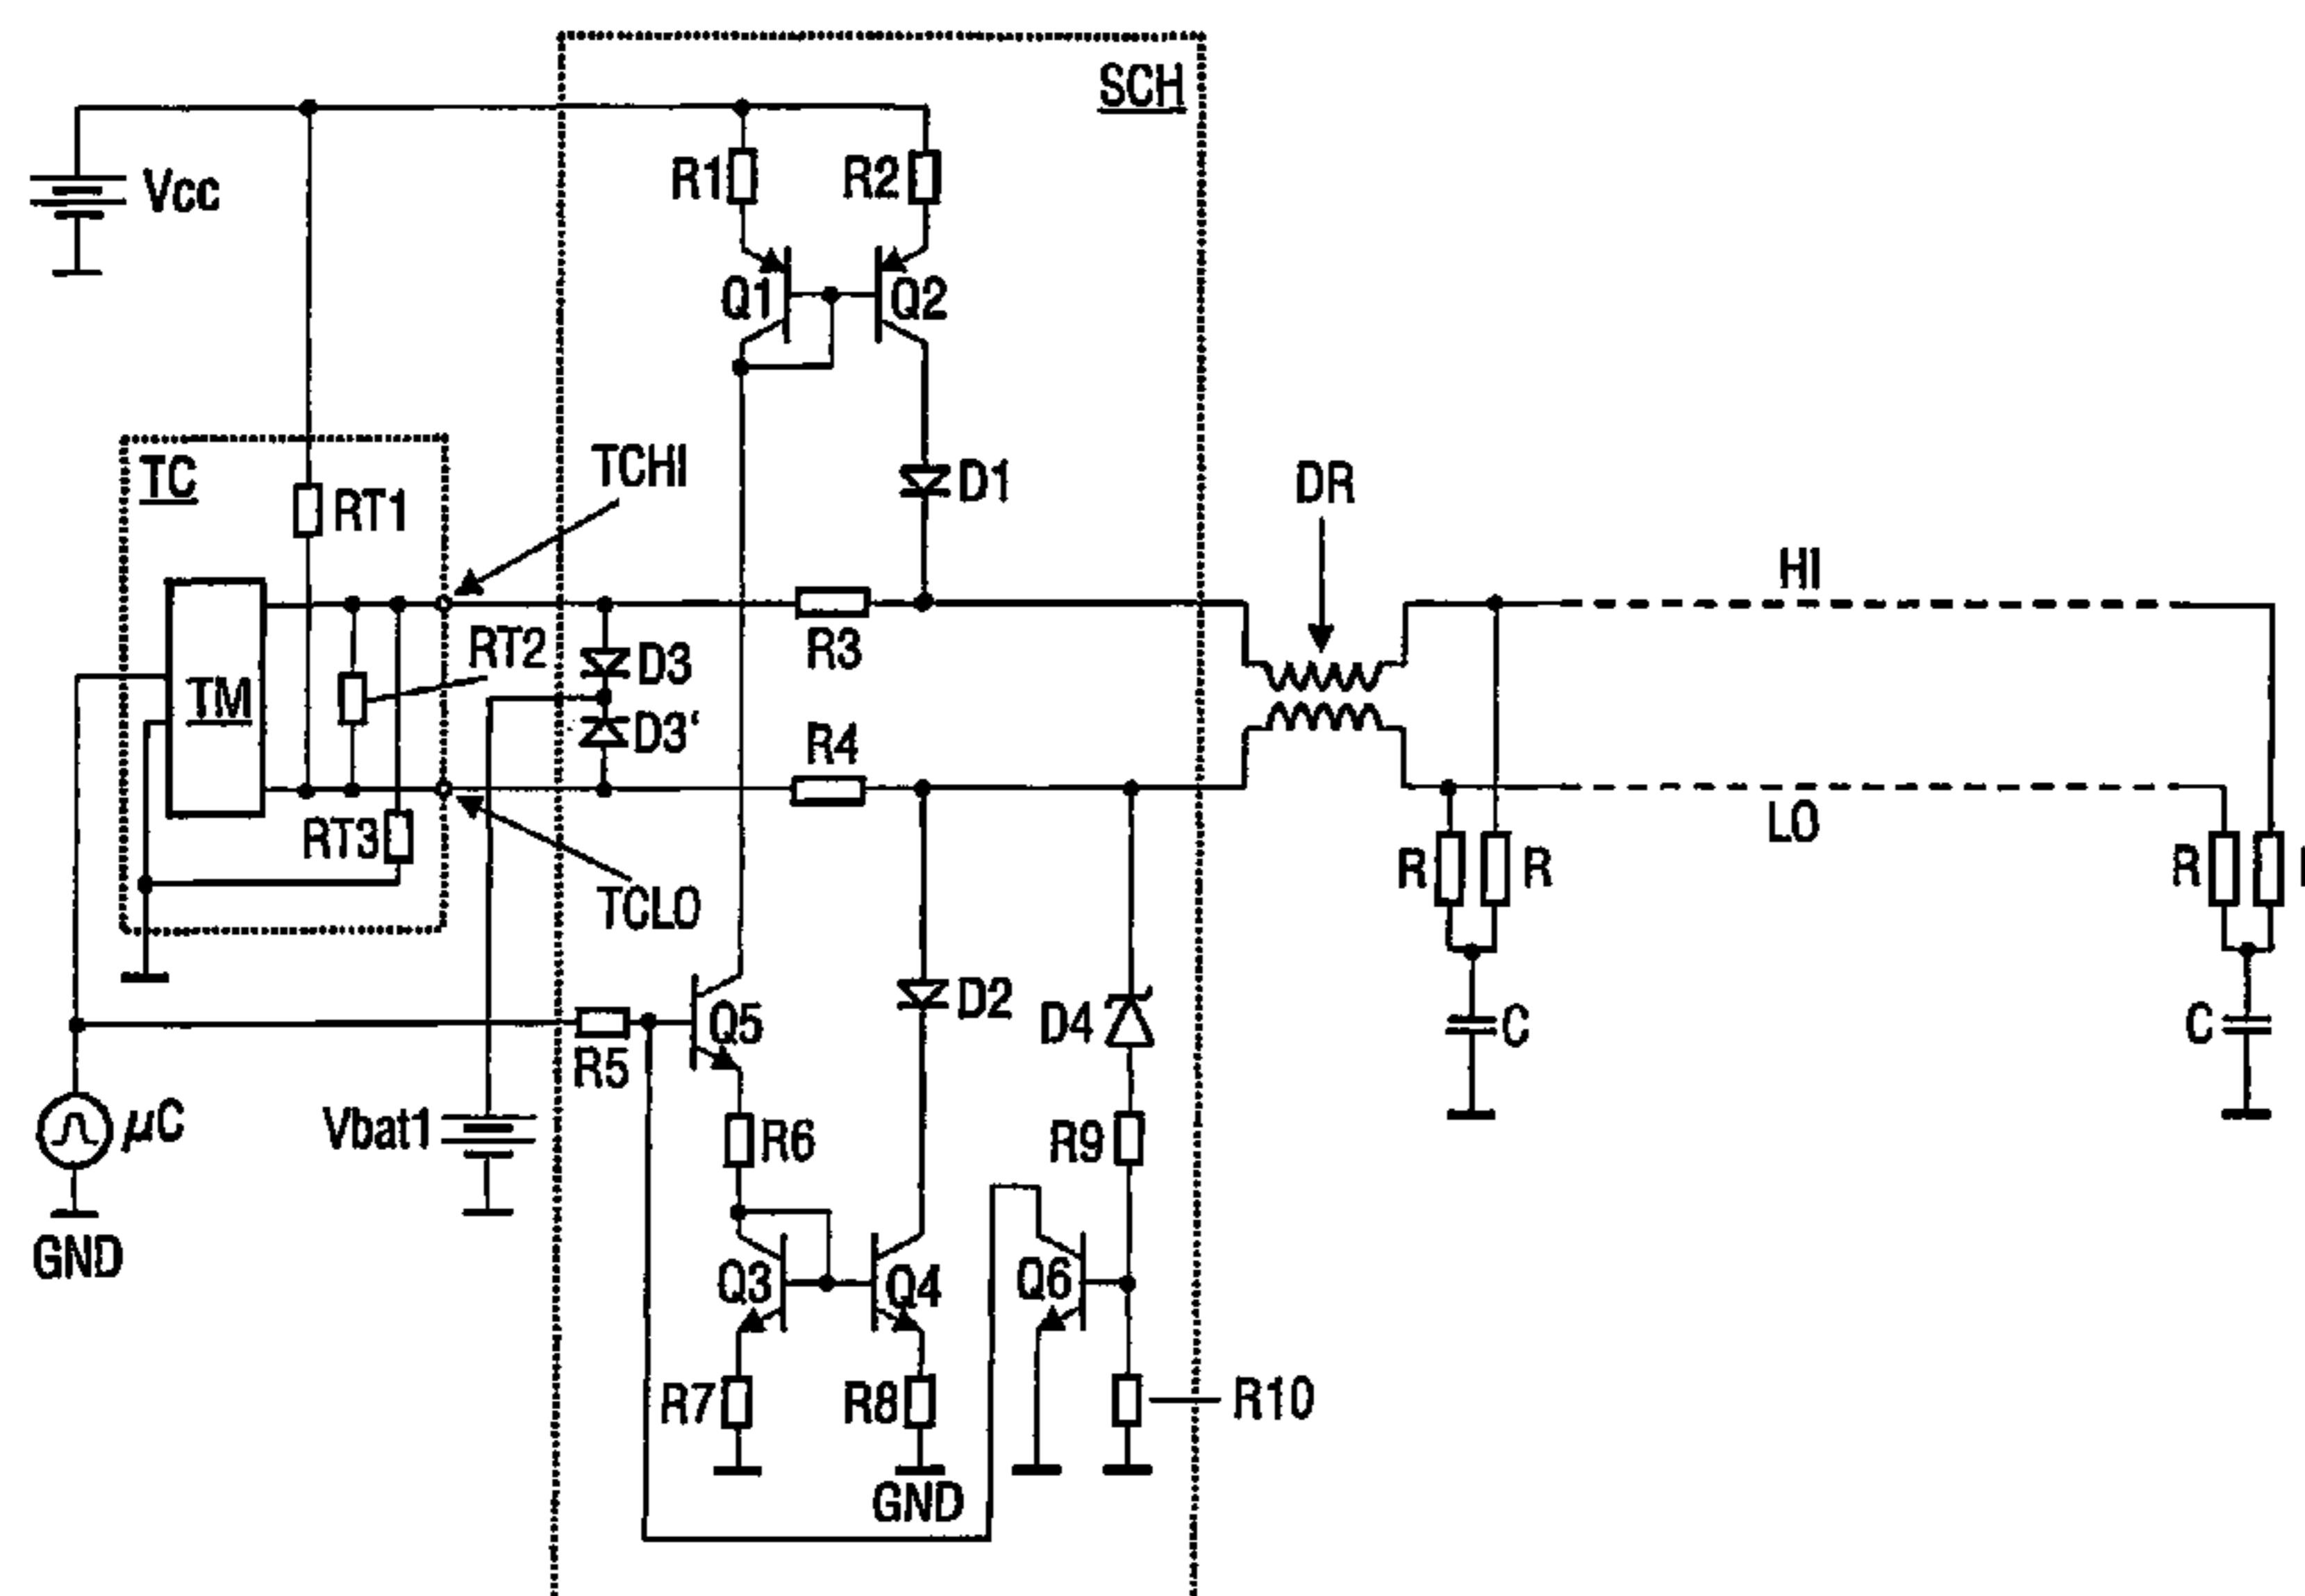 SCH
Vcc
R1
R2
Q1
Q2
TC
TCHI
D1
DR
RT1
HI
RT2
D3
R3
TM
D3‘
R4
RT3
LO
TCLO
R
R
R
D2
Q5
D4
C
C
R5
μC
Vbat1
R6
R9
GND
Q3
Q4
Q6
R7
R8
R10
GND